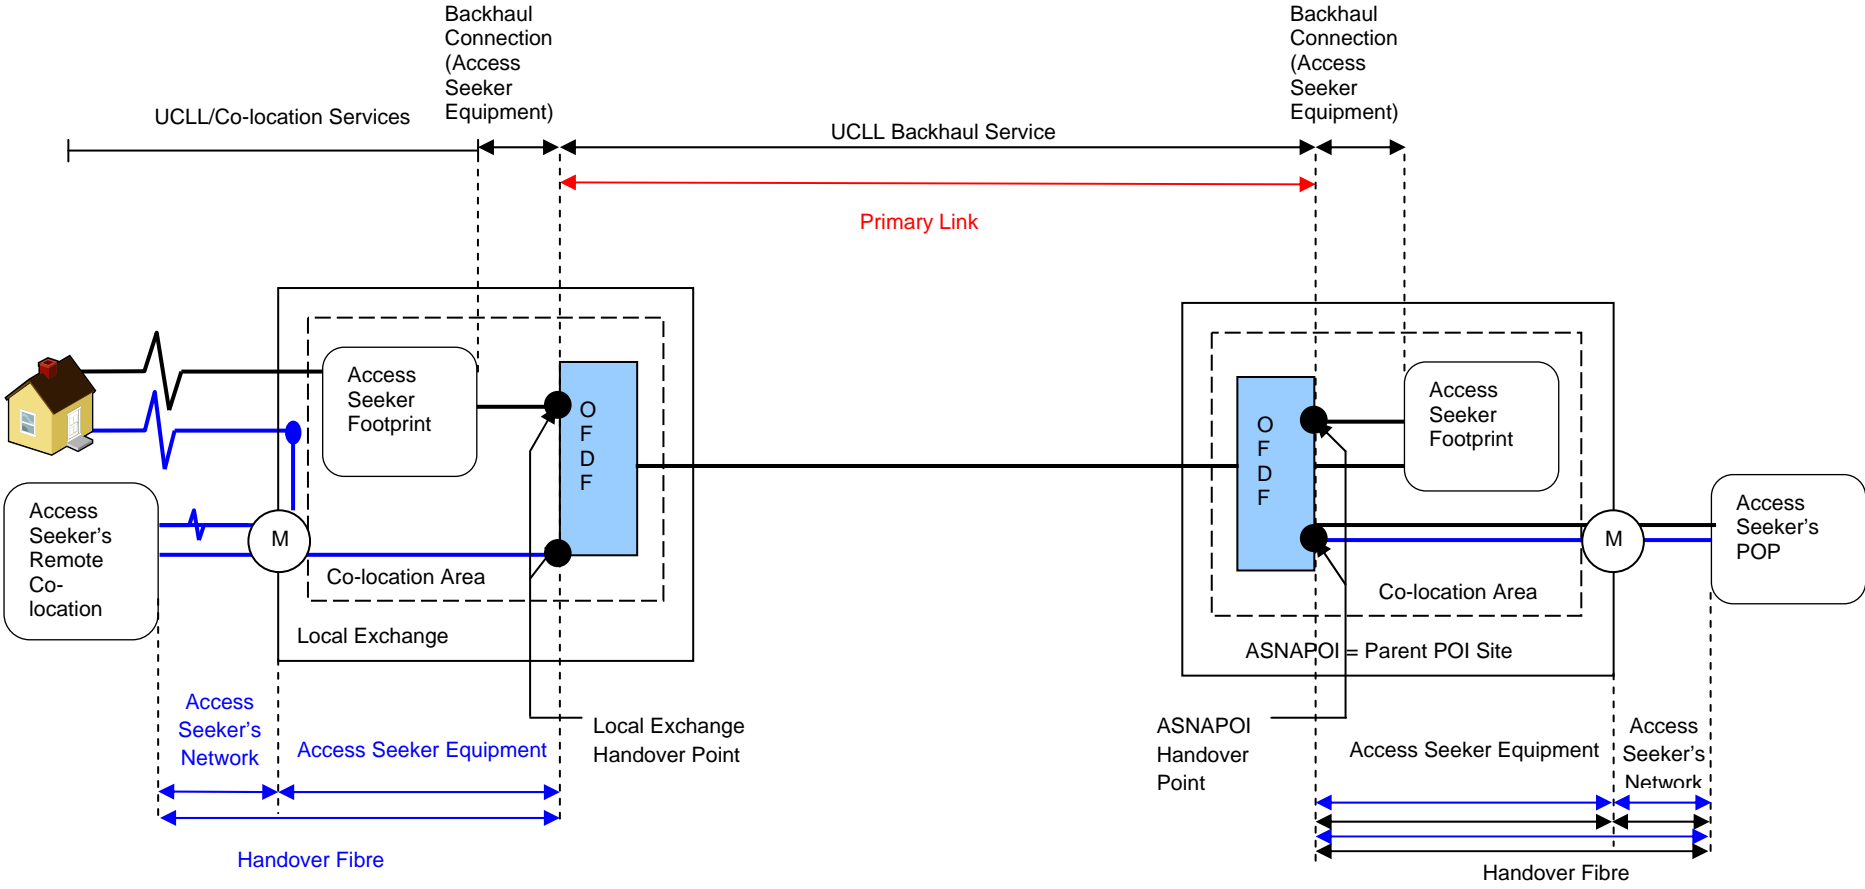 Backhaul
Connection
(Access
Seeker
Equipment)
Backhaul
Connection
(Access
Seeker
Equipment)
UCLL/Co-location Services
UCLL Backhaul Service
Primary Link
Access
Seeker
Footprint
O
F
D
F
O
F
D
F
Access
Seeker
Footprint
Access
Seeker's
Remote
Co-
location
M
Co-location Area
Local Exchange
M
Access
Seeker's
POP
Co-location Area
ASNAPOI = Parent POI Site
Access
Seeker's
Network
Access Seeker Equipment
Local Exchange
Handover Point
ASNAPOI
Handover
Point
Access Seeker Equipment
Access
Seeker's
Network
Handover Fibre
Handover Fibre